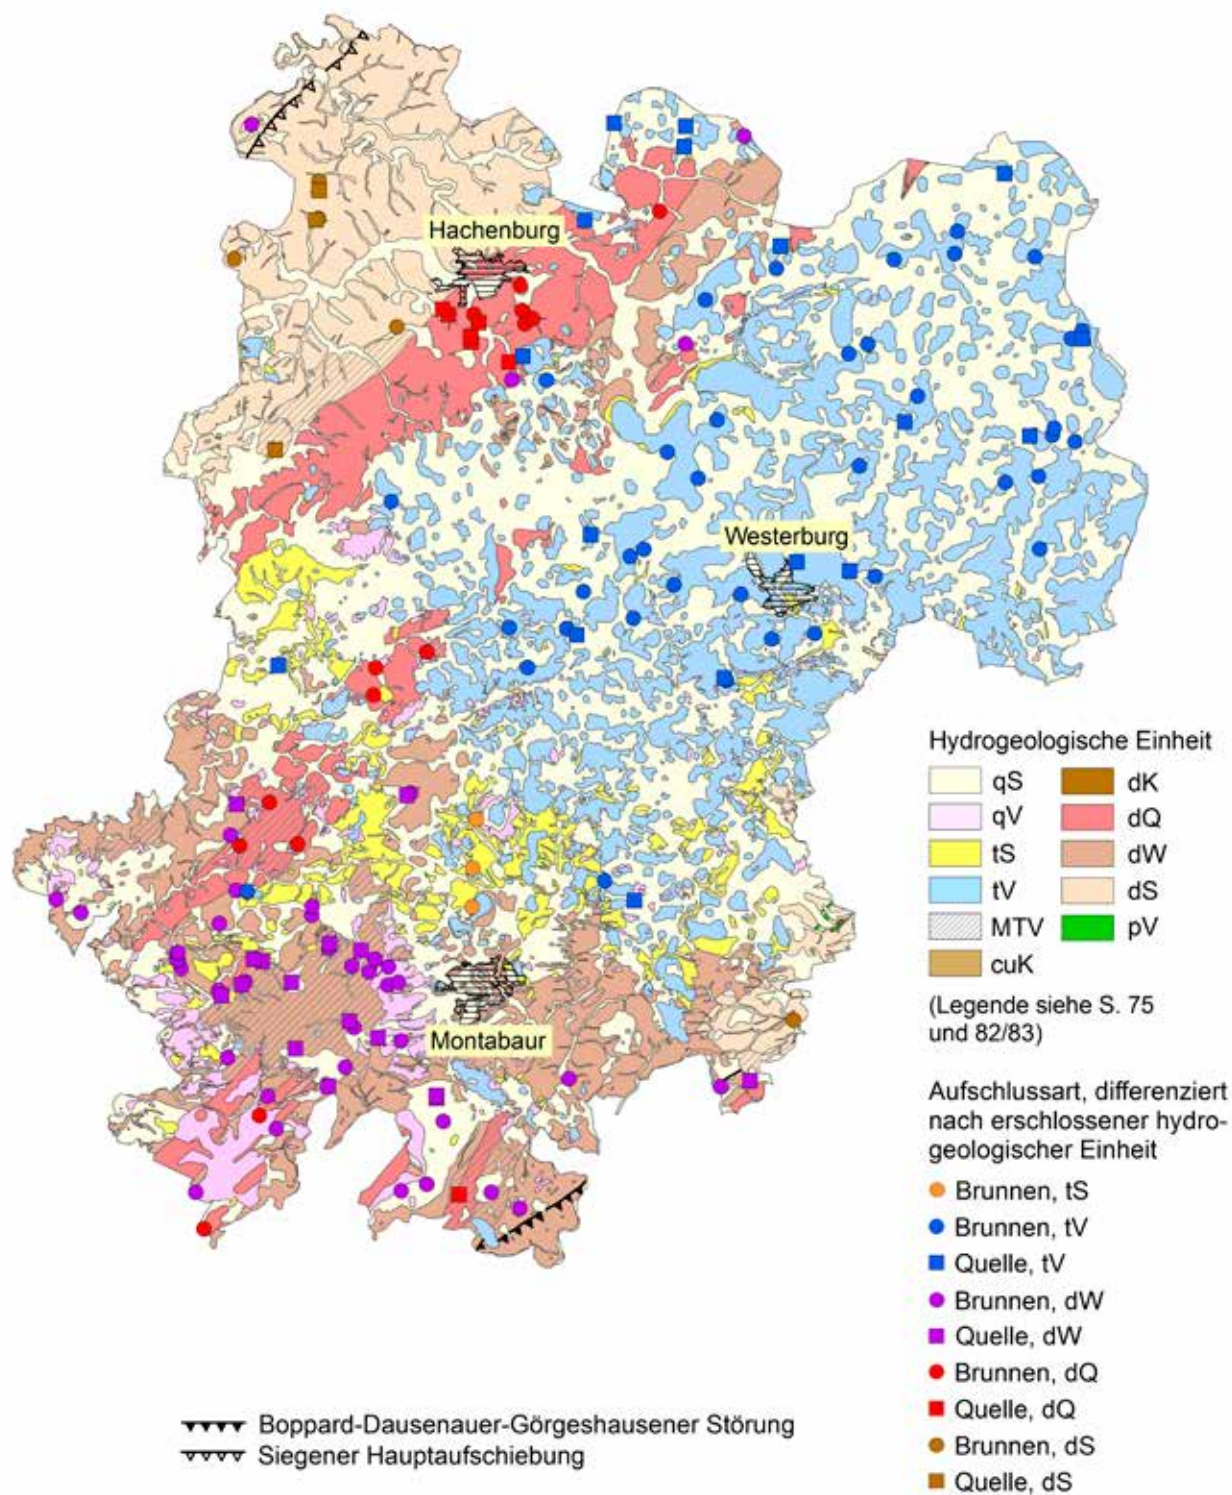 Hachenburg
Westerburg
Montabaur
Hydrogeologische Einheit
qS
dK
qV
dQ
tS
dW
tV
dS
MTV
pV
cuK
(Legende siehe S. 75
und 82/83)
Aufschlussart, differenziert
nach erschlossener hydro-
geologischer Einheit
Brunnen, tS
Brunnen, tV
Quelle, tV
Brunnen, dW
Quelle, dW
Brunnen, dQ
Quelle, dQ
Brunnen, dS
Quelle, dS
Boppard-Dausenauer-Görgeshausener Störung
Siegener Hauptaufschiebung